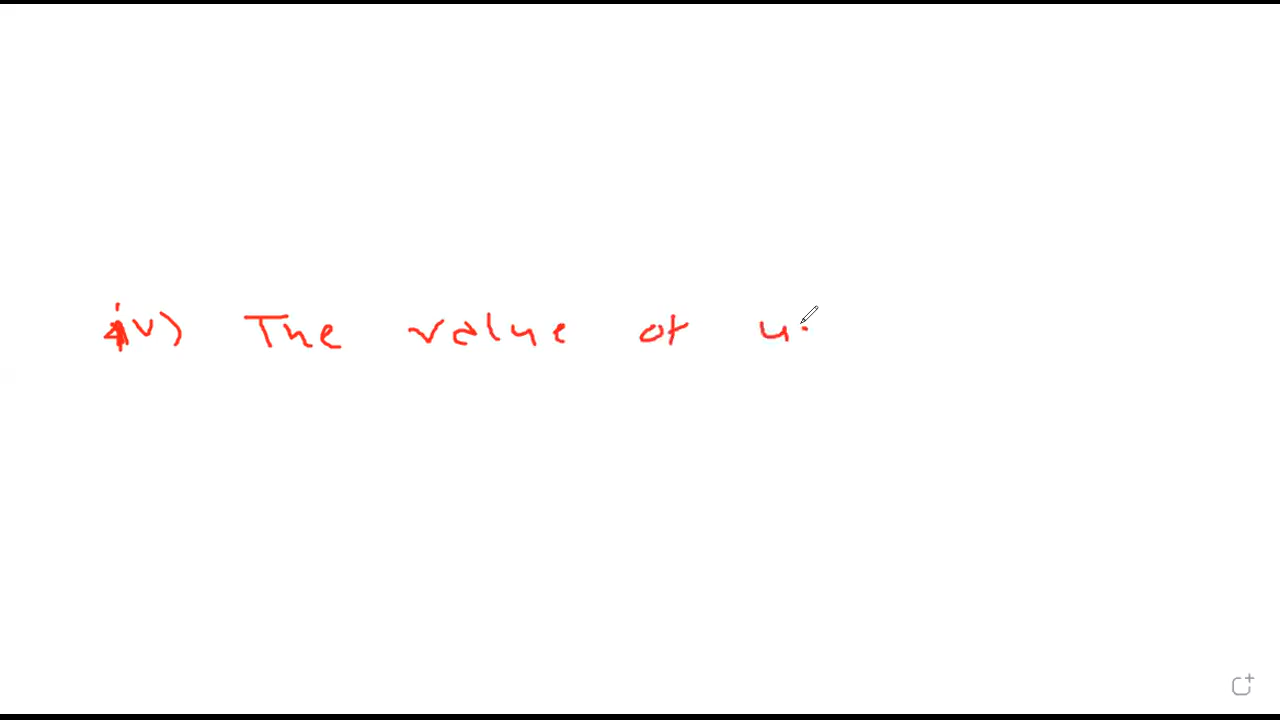 iv) The value of u.